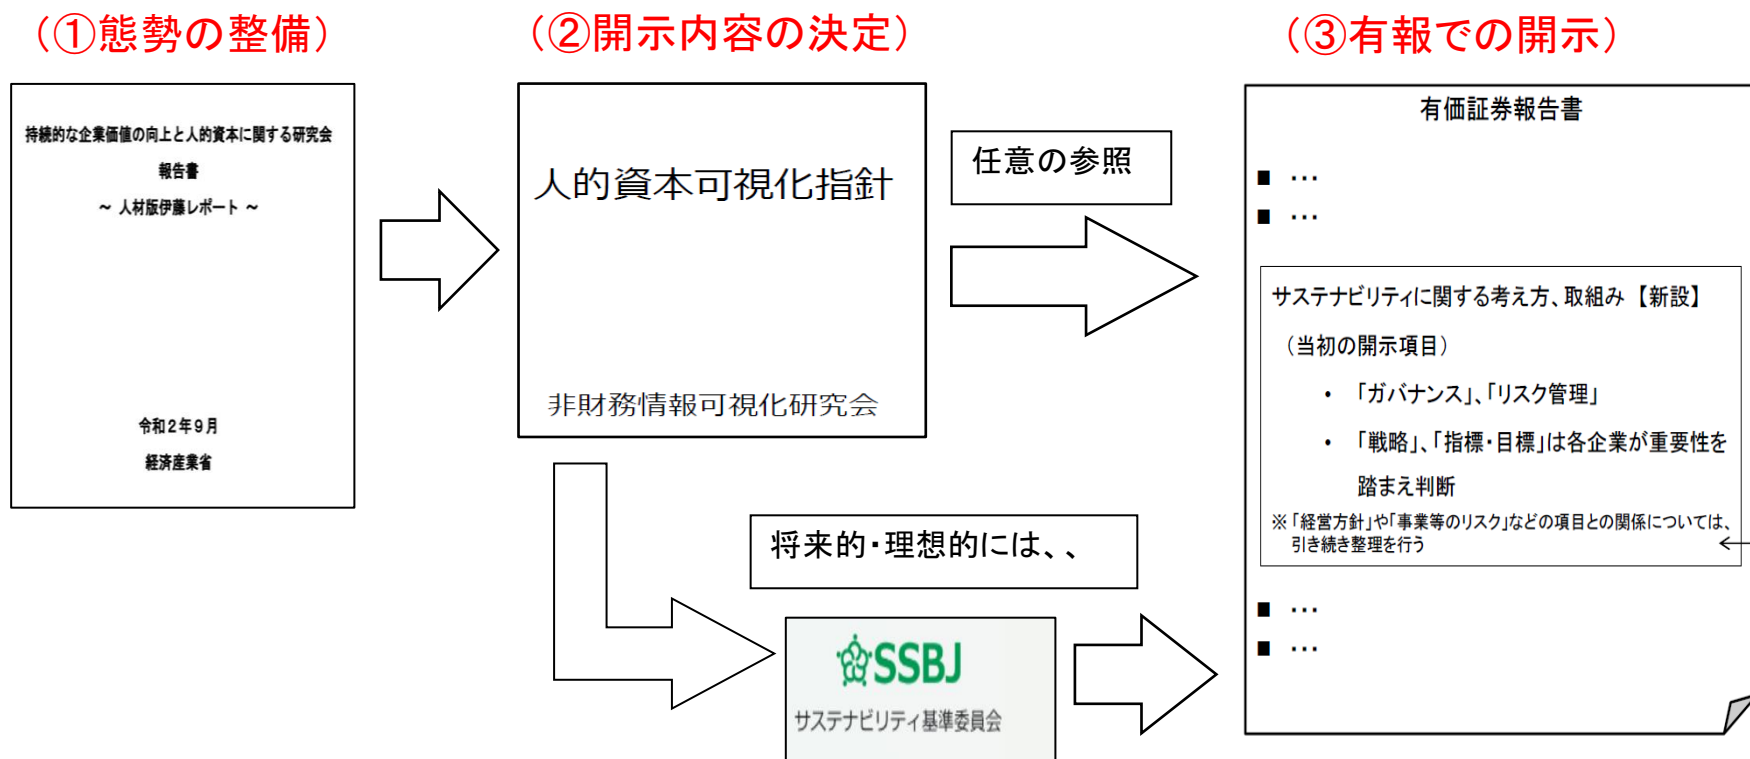 （①態勢の整備）
（②開示内容の決定）
（③有報での開示）
持続的な企業価値の向上と人的資本に関する研究会
報告書
～ 人材版伊藤レポート ～
令和２年９月
経済産業省
人的資本可視化指針
非財務情報可視化研究会
任意の参照
将来的・理想的には、、
SSBJ
サステナビリティ基準委員会
有価証券報告書
■ …
■ …
サステナビリティに関する考え方、取組み 【新設】
（当初の開示項目）
・ 「ガバナンス」、「リスク管理」
・ 「戦略」、「指標・目標」は各企業が重要性を
踏まえ判断
※「経営方針」や「事業等のリスク」などの項目との関係については、
引き続き整理を行う
■ …
■ …